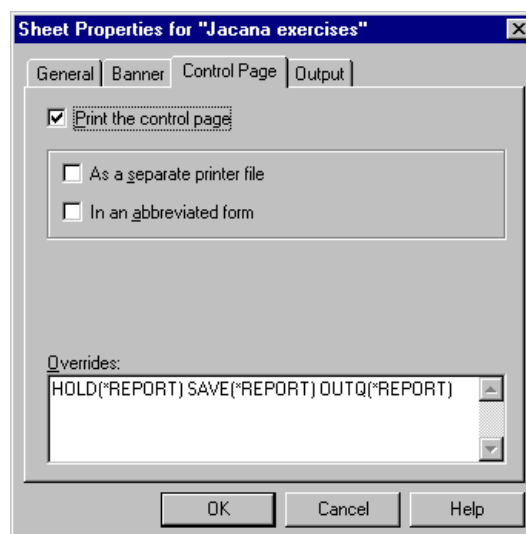 Sheet Properties for "Jacana exercises"
General Banner Control Page Output
Print the control page
As a separate printer file
In an abbreviated form
Overrides:
HOLD(*REPORT) SAVE(*REPORT) OUTQ(*REPORT)
OK Cancel Help